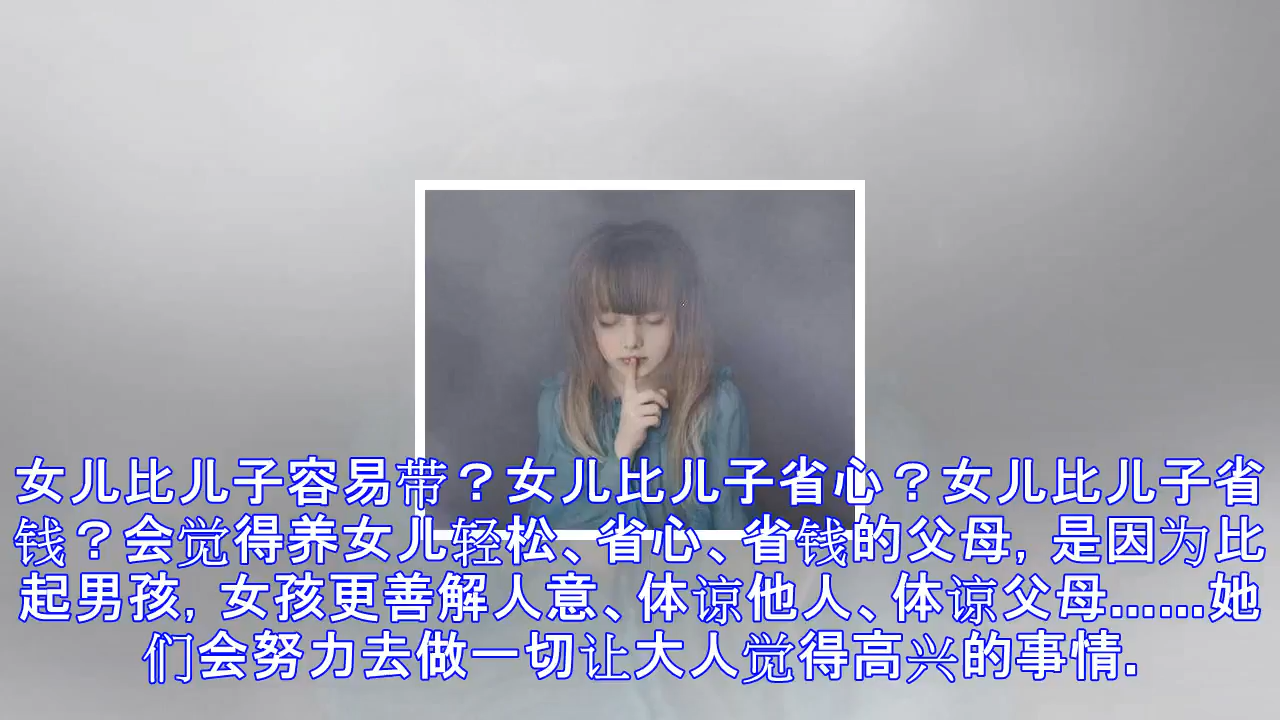 女儿比儿子容易带？女儿比儿子省心？女儿比儿子省
钱？会觉得养女儿轻松、省心、省钱的父母, 是因为比
起男孩, 女孩更善解人意、体谅他人、体谅父母......她
们会努力去做一切让大人觉得高兴的事情.